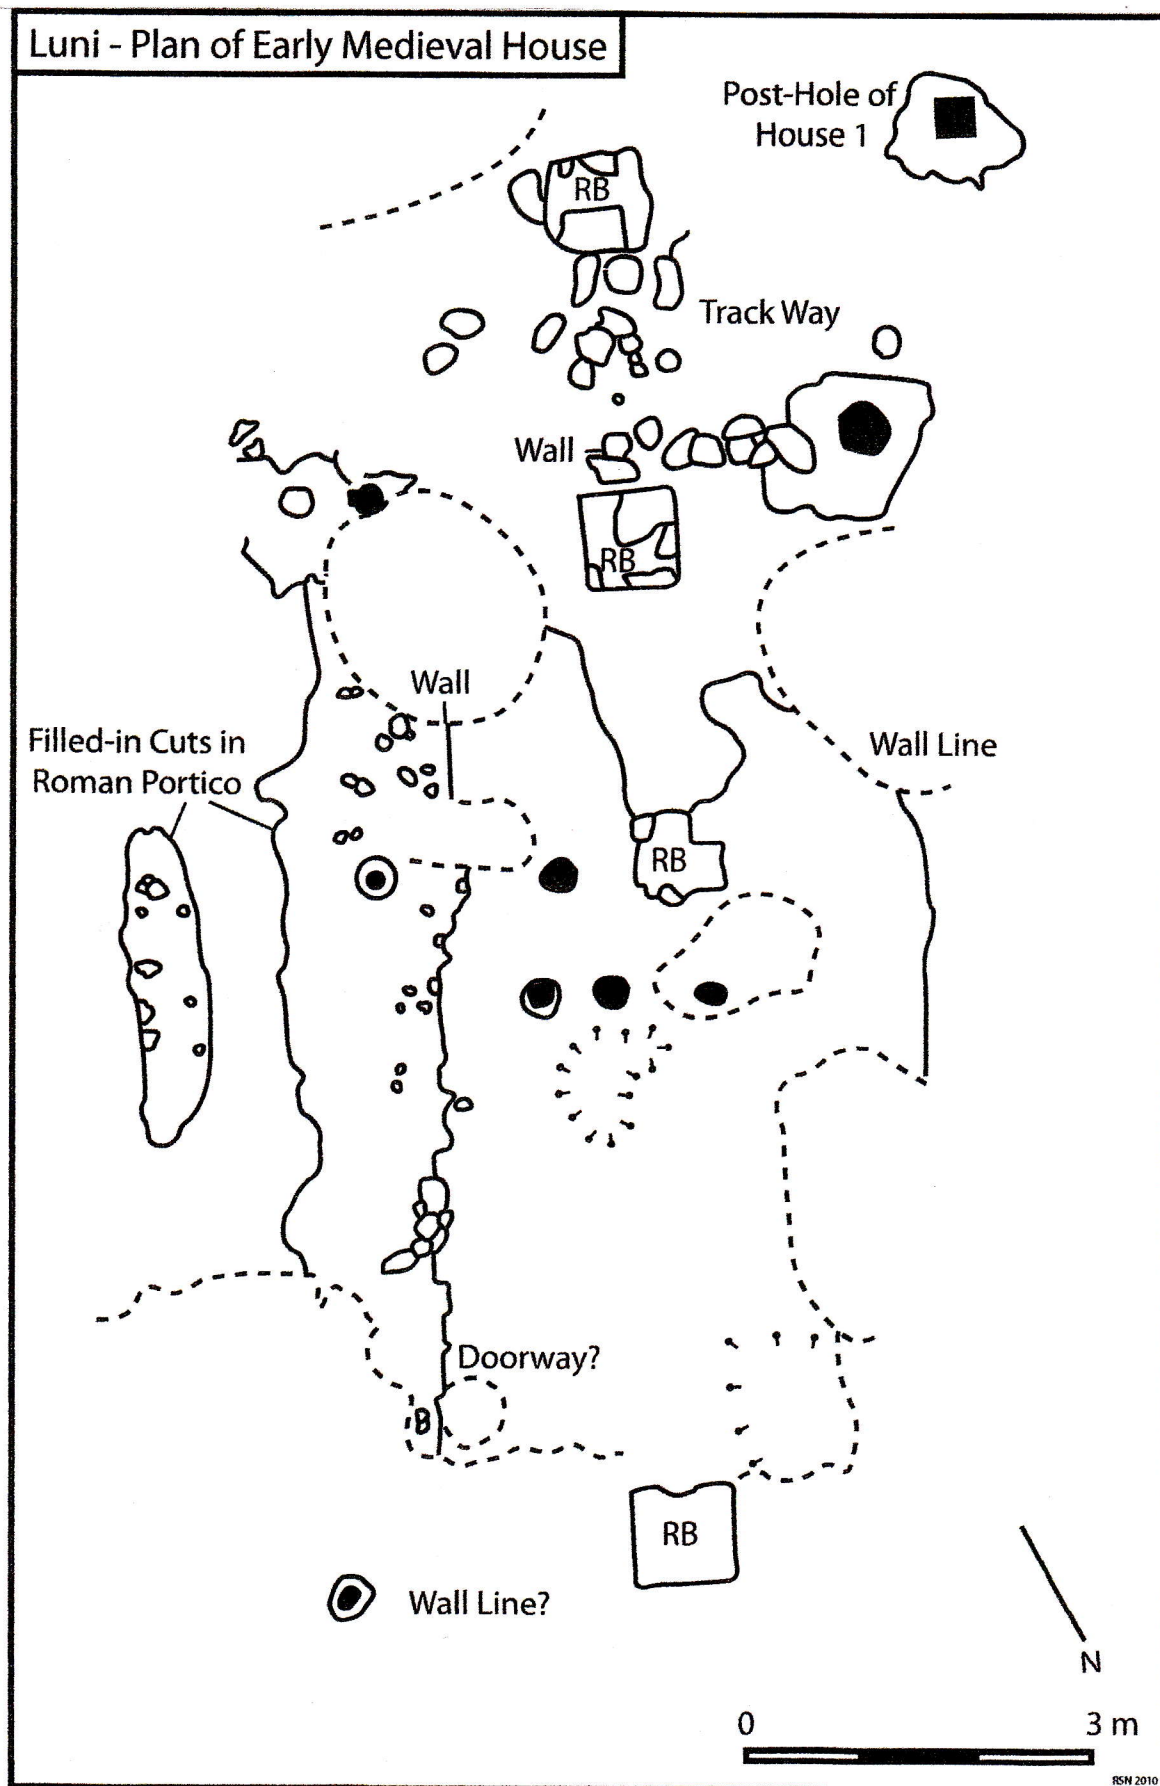 Luni - Plan of Early Medieval House
Post-Hole of
House 1
RB
Track Way
Wall
RB
Wall
Filled-in Cuts in
Roman Portico
Wall Line
RB
Doorway?
RB
Wall Line?
N
0 3 m
RSN 2010